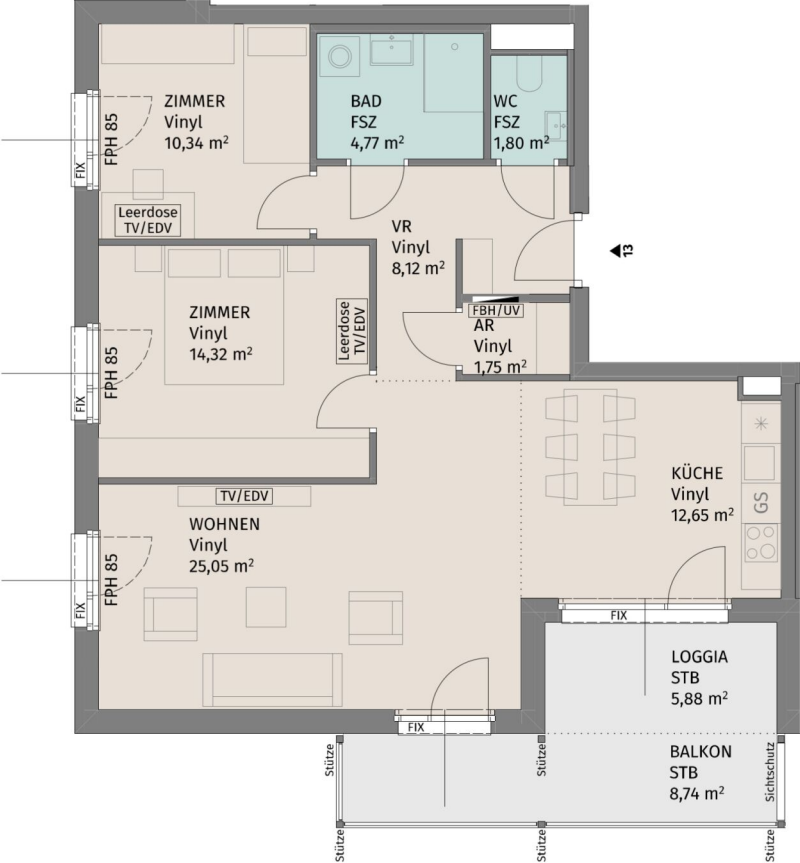 ZIMMER
Vinyl
10,34 m²
BAD
FSZ
4,77 m²
WC
FSZ
1,80 m²
FPH 85
FIX
Leerdose
TV/EDV
VR
Vinyl
8,12 m²
13
ZIMMER
Vinyl
14,32 m²
Leerdose
TV/EDV
FBH/UV
AR
Vinyl
1,75 m²
FPH 85
FIX
KÜCHE
Vinyl
12,65 m²
GS
TV/EDV
WOHNEN
Vinyl
25,05 m²
FPH 85
FIX
FIX
LOGGIA
STB
5,88 m²
FIX
BALKON
STB
8,74 m²
Stütze
Stütze
Sichtschutz
Stütze
Stütze
Stütze